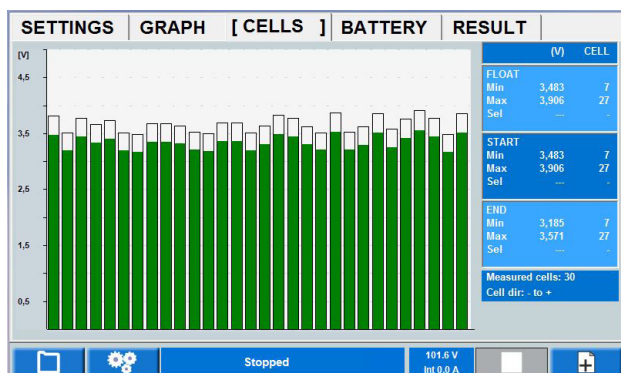 SETTINGS GRAPH [ CELLS ] BATTERY RESULT
[V]
4,5
3,5
2,5
1,5
0,5
(V) CELL
FLOAT
Min 3,483 7
Max 3,906 27
Sel --- -
START
Min 3,483 7
Max 3,906 27
Sel --- -
END
Min 3,185 7
Max 3,571 27
Sel --- -
Measured cells: 30
Cell dir: - to +
Stopped
101.6 V
Int 0.0 A